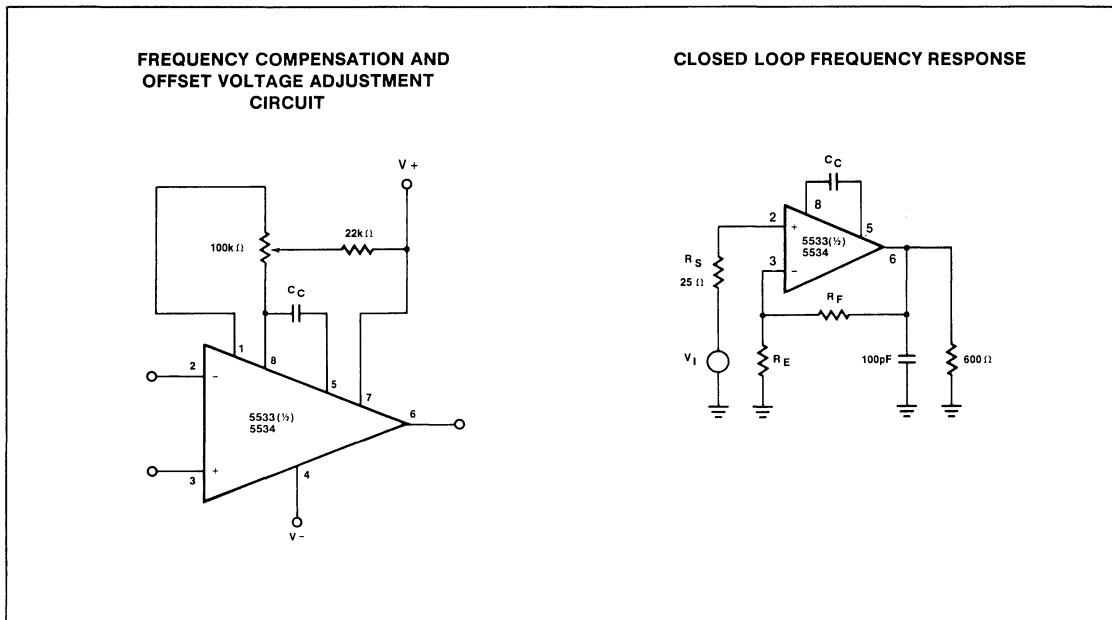 FREQUENCY COMPENSATION AND
OFFSET VOLTAGE ADJUSTMENT
CIRCUIT
V+
100kΩ
22kΩ
CC
1
8
5
7
2
-
5533(½)
5534
6
3
+
4
V-
CLOSED LOOP FREQUENCY RESPONSE
CC
8
5
2
+
5533(½)
5534
6
3
-
RS
25Ω
RF
VI
RE
100pF
600Ω